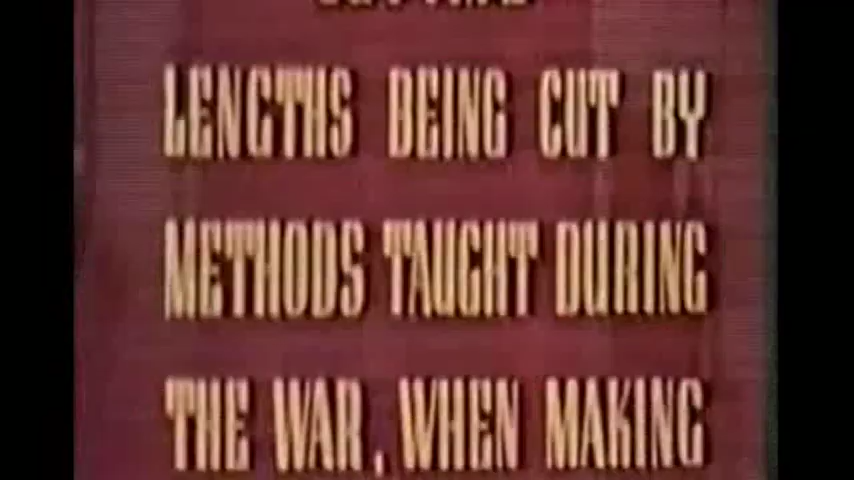 LENGTHS BEING CUT BY
METHODS TAUGHT DURING
THE WAR, WHEN MAKING